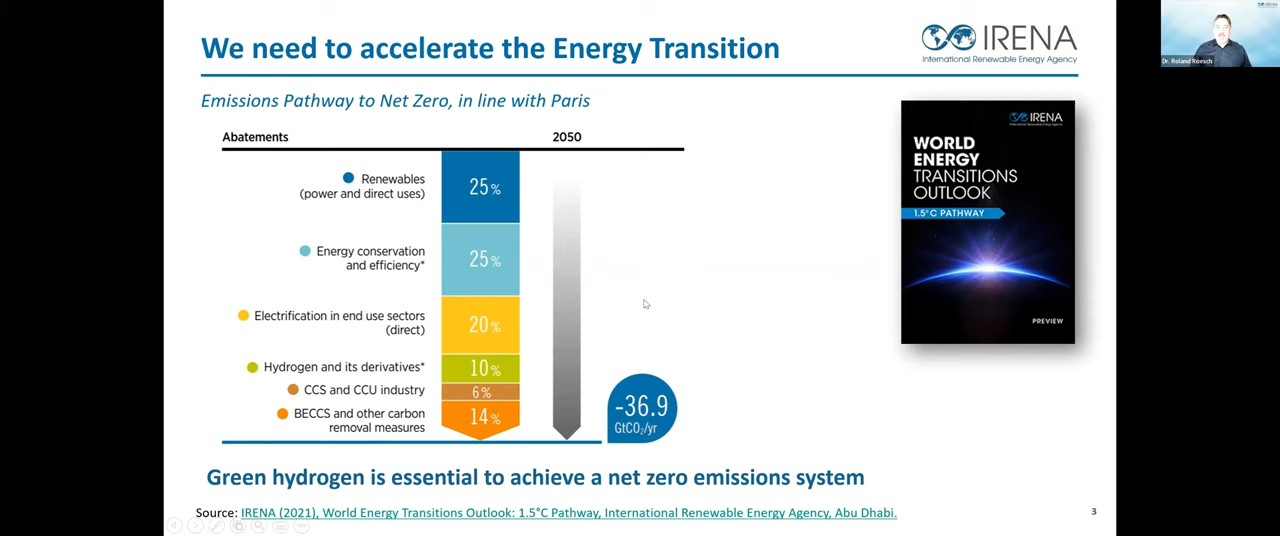 We need to accelerate the Energy Transition
IRENA
International Renewable Energy Agency
Dr. Roland Roesch
Emissions Pathway to Net Zero, in line with Paris
Abatements
2050
Renewables
(power and direct uses)
25%
Energy conservation
and efficiency*
25%
Electrification in end use sectors
(direct)
20%
Hydrogen and its derivatives*
10%
CCS and CCU industry
6%
BECCS and other carbon
removal measures
14%
-36.9
GtCO₂/yr
IRENA
WORLD
ENERGY
TRANSITIONS
OUTLOOK
1.5°C PATHWAY
PREVIEW
Green hydrogen is essential to achieve a net zero emissions system
Source: IRENA (2021), World Energy Transitions Outlook: 1.5°C Pathway, International Renewable Energy Agency, Abu Dhabi.
3